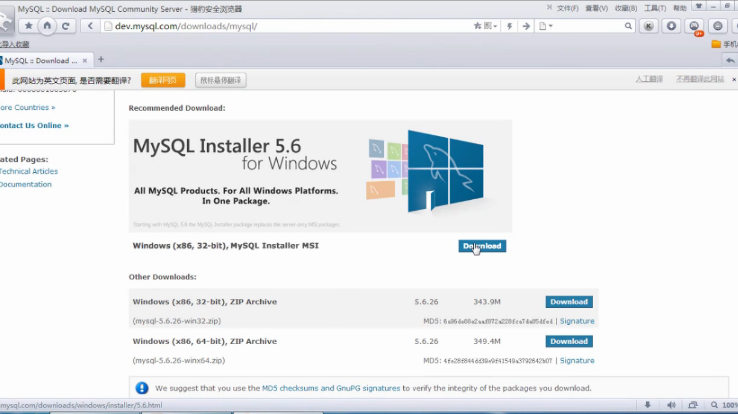 MySQL :: Download MySQL Community Server - 猎豹安全浏览器
文件(F) 查看(V) 收藏(B) 工具(T) 帮助
dev.mysql.com/downloads/mysql/
导入收藏
手机
MySQL :: Download ...
此网站为英文页面, 是否需要翻译?
翻译网页
人工翻译
不再翻译此网站
ore Countries »
ontact Us Online »
ated Pages:
Technical Articles
Documentation
Recommended Download:
MySQL Installer 5.6
for Windows
All MySQL Products. For All Windows Platforms.
In One Package.
Starting with MySQL 5.6 the MySQL Installer package replaces the server-only MSI packages.
Windows (x86, 32-bit), MySQL Installer MSI
Download
Other Downloads:
Windows (x86, 32-bit), ZIP Archive 5.6.26 343.9M Download
(mysql-5.6.26-win32.zip) MD5: | Signature
Windows (x86, 64-bit), ZIP Archive 5.6.26 349.4M Download
(mysql-5.6.26-winx64.zip) MD5: | Signature
We suggest that you use the MD5 checksums and GnuPG signatures to verify the integrity of the packages you download.
mysql.com/downloads/windows/installer/5.6.html
100%